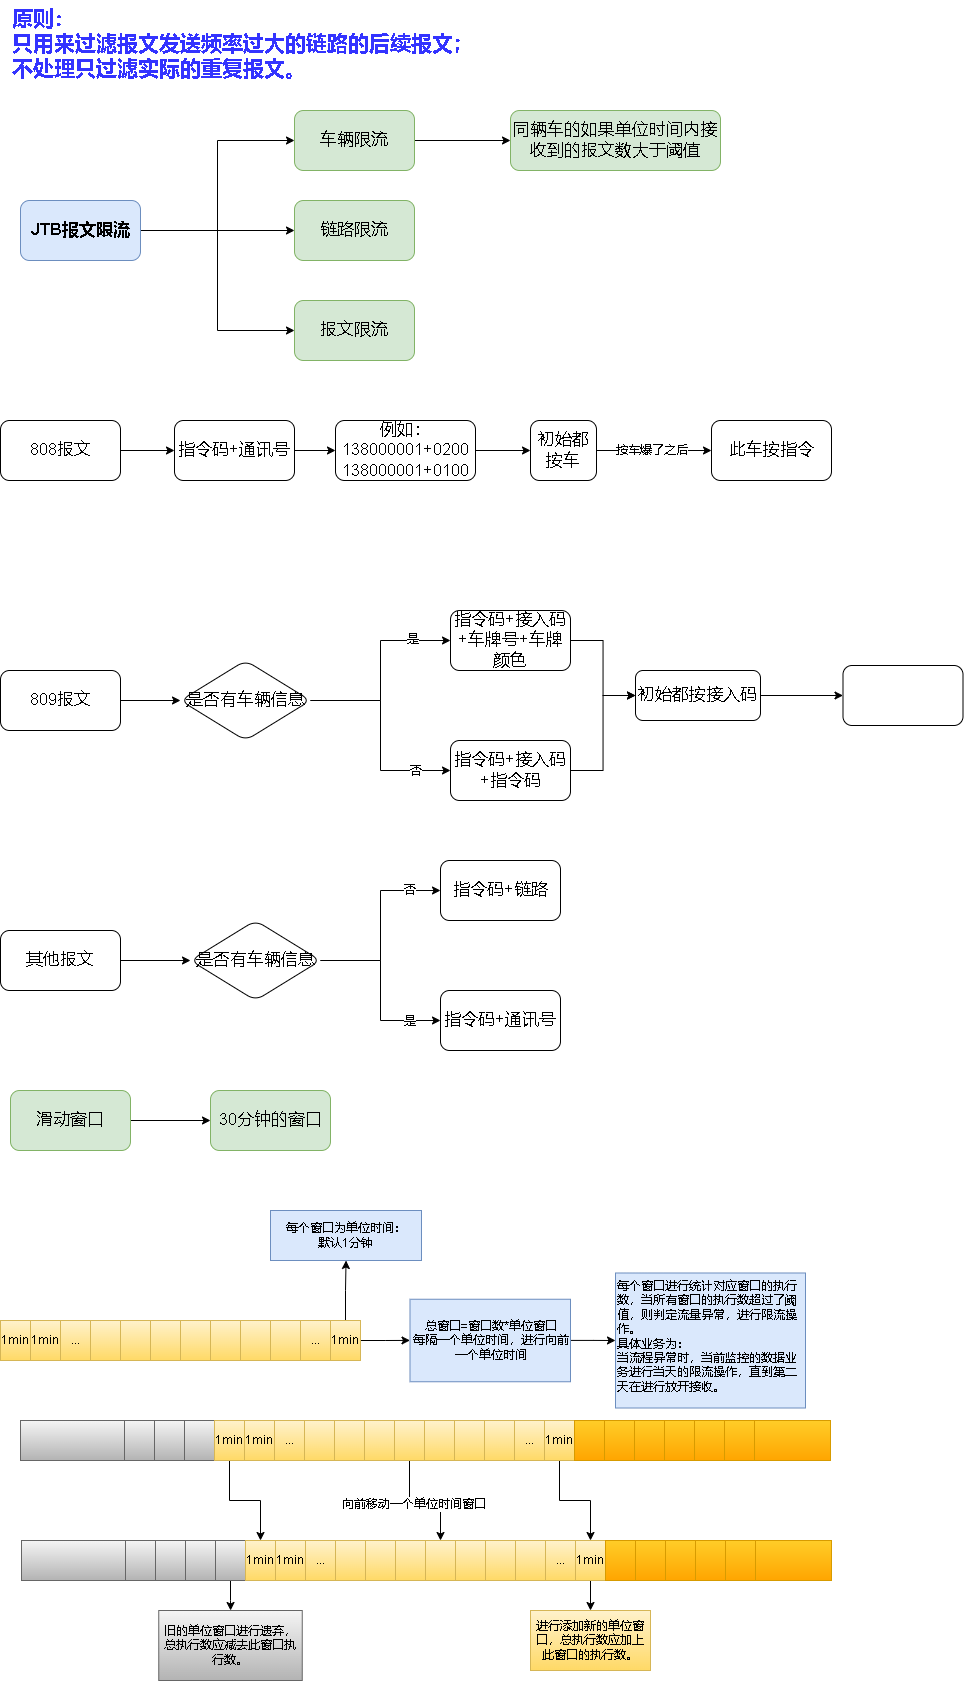 原则：
只用来过滤报文发送频率过大的链路的后续报文；
不处理只过滤实际的重复报文。
车辆限流
同辆车的如果单位时间内接
收到的报文数大于阈值
JTB报文限流
链路限流
报文限流
808报文
指令码+通讯号
例如：
138000001+0200
138000001+0100
初始都
按车
按车爆了之后
此车按指令
809报文
是否有车辆信息
是
指令码+接入码
+车牌号+车牌
颜色
否
指令码+接入码
+指令码
初始都按接入码
其他报文
是否有车辆信息
否
指令码+链路
是
指令码+通讯号
滑动窗口
30分钟的窗口
每个窗口为单位时间：
默认1分钟
1min
1min
...
...
1min
总窗口=窗口数*单位窗口
每隔一个单位时间，进行向前
一个单位时间
每个窗口进行统计对应窗口的执行
数，当所有窗口的执行数超过了阈
值，则判定流量异常，进行限流操
作。
具体业务为：
当流程异常时，当前监控的数据业
务进行当天的限流操作，直到第二
天在进行放开接收。
1min
1min
...
...
1min
向前移动一个单位时间窗口
1min
1min
...
...
1min
旧的单位窗口进行遗弃，
总执行数应减去此窗口执
行数。
进行添加新的单位窗
口，总执行数应加上
此窗口的执行数。